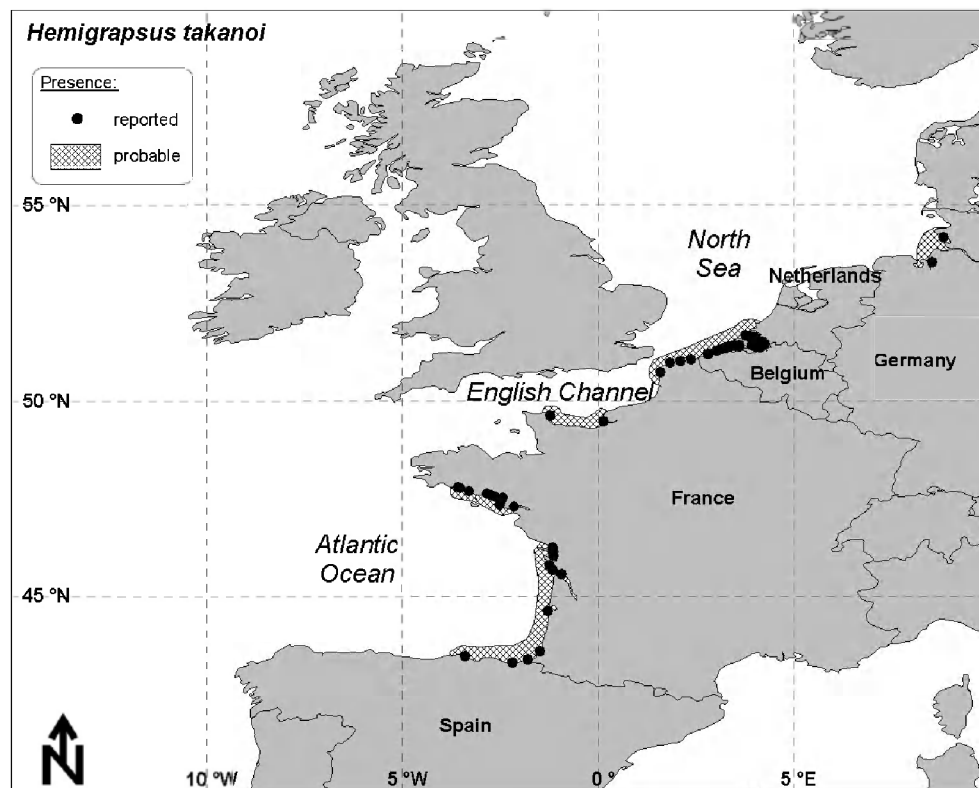 Hemigrapsus takanoi
Presence:
reported
probable
55 °N
North
Sea
Netherlands
Germany
Belgium
English Channel
50 °N
France
Atlantic
Ocean
45 °N
Spain
N
10 °W
5 °W
0 °
5 °E